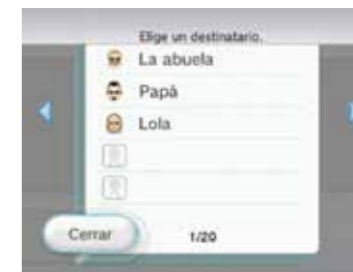 Elige un destinatario.
La abuela
Papá
Lola
Cerrar
1/20